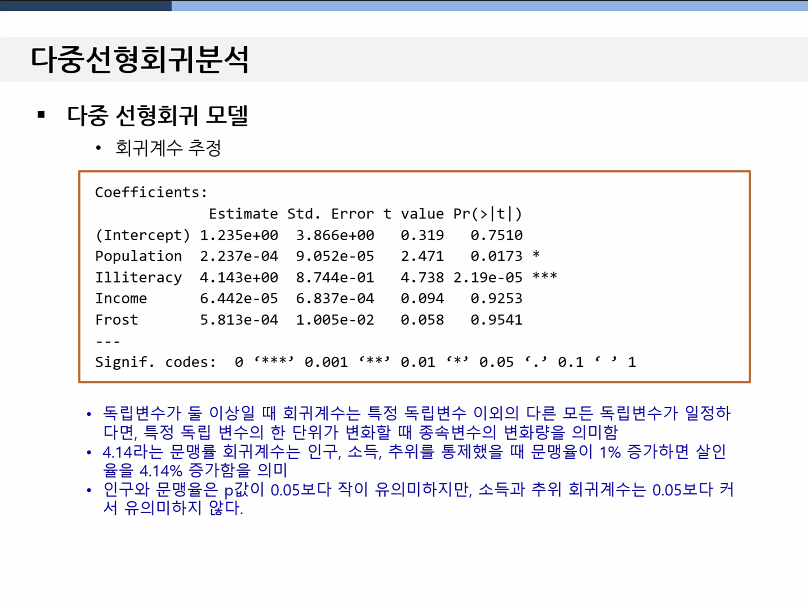 다중선형회귀분석
▪ 다중 선형회귀 모델
• 회귀계수 추정
Coefficients:
             Estimate Std. Error t value Pr(>|t|)
(Intercept) 1.235e+00  3.866e+00   0.319   0.7510
Population  2.237e-04  9.052e-05   2.471   0.0173 *
Illiteracy  4.143e+00  8.744e-01   4.738 2.19e-05 ***
Income      6.442e-05  6.837e-04   0.094   0.9253
Frost       5.813e-04  1.005e-02   0.058   0.9541
---
Signif. codes:  0 ‘***’ 0.001 ‘**’ 0.01 ‘*’ 0.05 ‘.’ 0.1 ‘ ’ 1
• 독립변수가 둘 이상일 때 회귀계수는 특정 독립변수 이외의 다른 모든 독립변수가 일정하
다면, 특정 독립 변수의 한 단위가 변화할 때 종속변수의 변화량을 의미함
• 4.14라는 문맹률 회귀계수는 인구, 소득, 추위를 통제했을 때 문맹율이 1% 증가하면 살인
율을 4.14% 증가함을 의미
• 인구와 문맹율은 p값이 0.05보다 작이 유의미하지만, 소득과 추위 회귀계수는 0.05보다 커
서 유의미하지 않다.